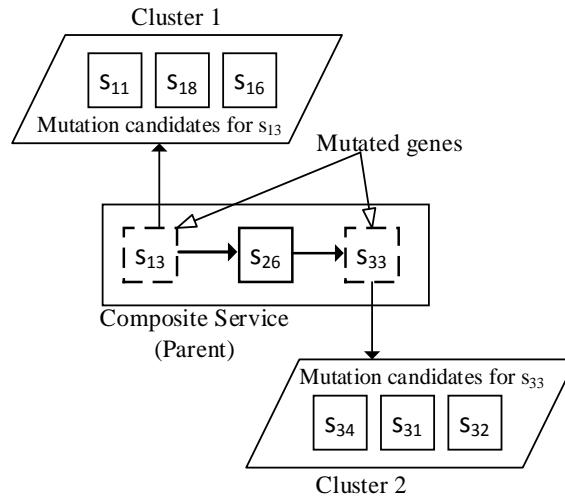 Cluster 1
s₁₁ s₁₈ s₁₆
Mutation candidates for s₁₃
Mutated genes
s₁₃ s₂₆ s₃₃
Composite Service
(Parent)
Mutation candidates for s₃₃
s₃₄ s₃₁ s₃₂
Cluster 2